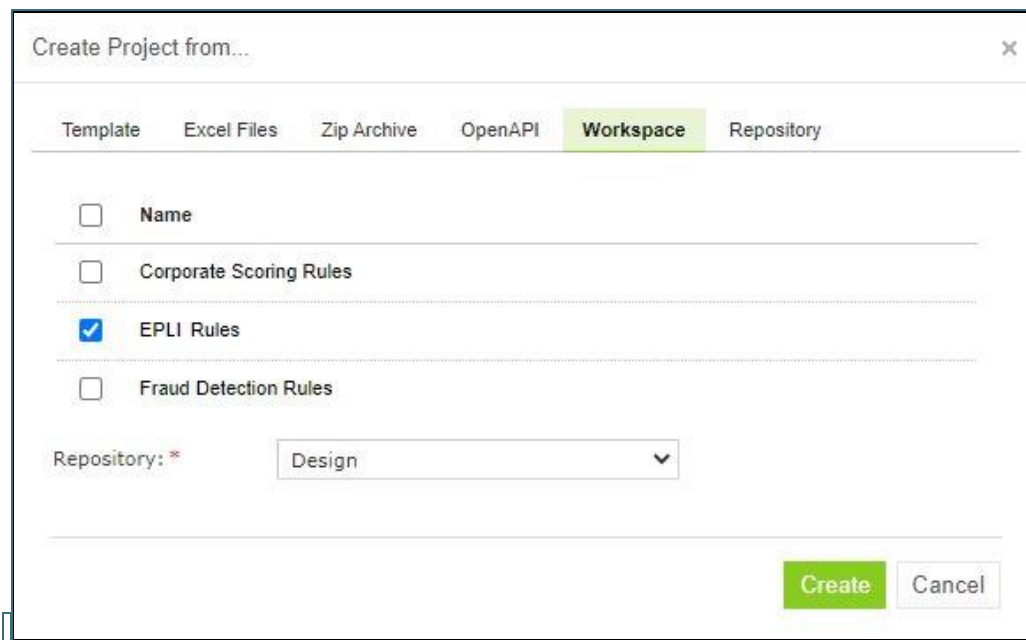 Create Project from...
Template Excel Files Zip Archive OpenAPI Workspace Repository
Name
Corporate Scoring Rules
EPLI Rules
Fraud Detection Rules
Repository: * Design
Create Cancel